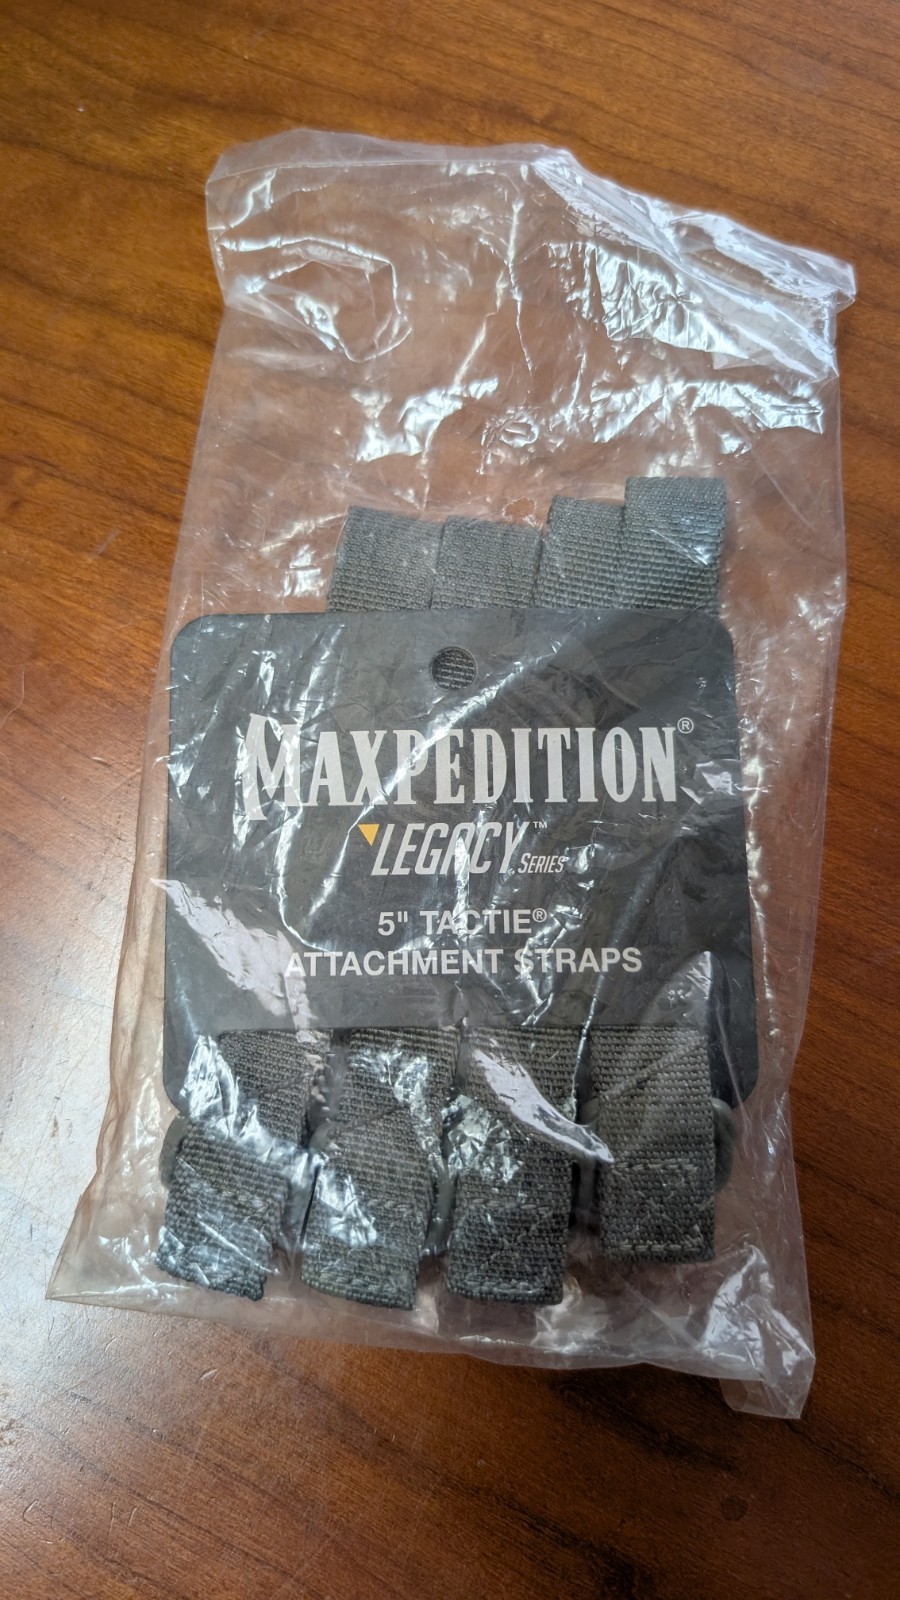 MAXPEDITION®
LEGACY™ SERIES
5" TACTIE®
ATTACHMENT STRAPS